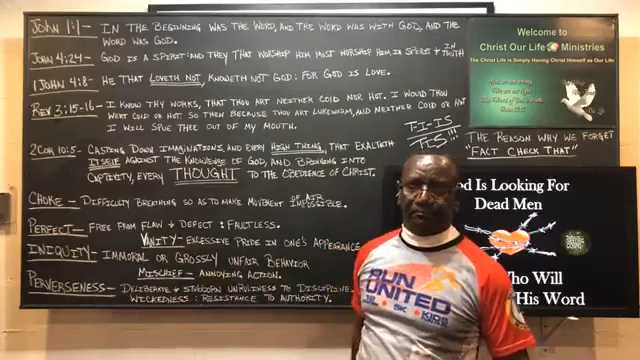 John 1:1 - In the beginning was the Word, and the Word was with God, and the
Word was God.
John 4:24 - God is a spirit: and they that worship Him must worship Him in spirit & in truth
1 John 4:8 - He that loveth not, knoweth not God: for God is love.
Rev 3:15-16 - I know thy works, that thou art neither cold nor hot. I would thou
wert cold or hot. So then because thou art lukewarm, and neither cold or hot
I will spue thee out of my mouth.
2 Cor 10:5 - Casting down imaginations, and every high thing, that exalteth
itself against the knowledge of God, and bringing into
captivity, every thought to the obedience of Christ.
Choke - Difficulty breathing so as to make movement of air impossible.
Perfect - Free from flaw & defect: faultless.
Vanity - Excessive pride in one's appearance
Iniquity - Immoral or grossly unfair behavior
Mischief - Annoying action.
Perverseness - Deliberate & stubborn unruliness to discipline.
Wickedness: Resistance to authority.
T-I-IS
TIS!!!
The reason why we forget
"Fact check that"
Welcome to
Christ Our Life Ministries
The Christ Life is Simply Having Christ Himself as Our Life
God Is Looking For
Dead Men
Who Will
His Word
RUN
UNITED
5K
KIDS